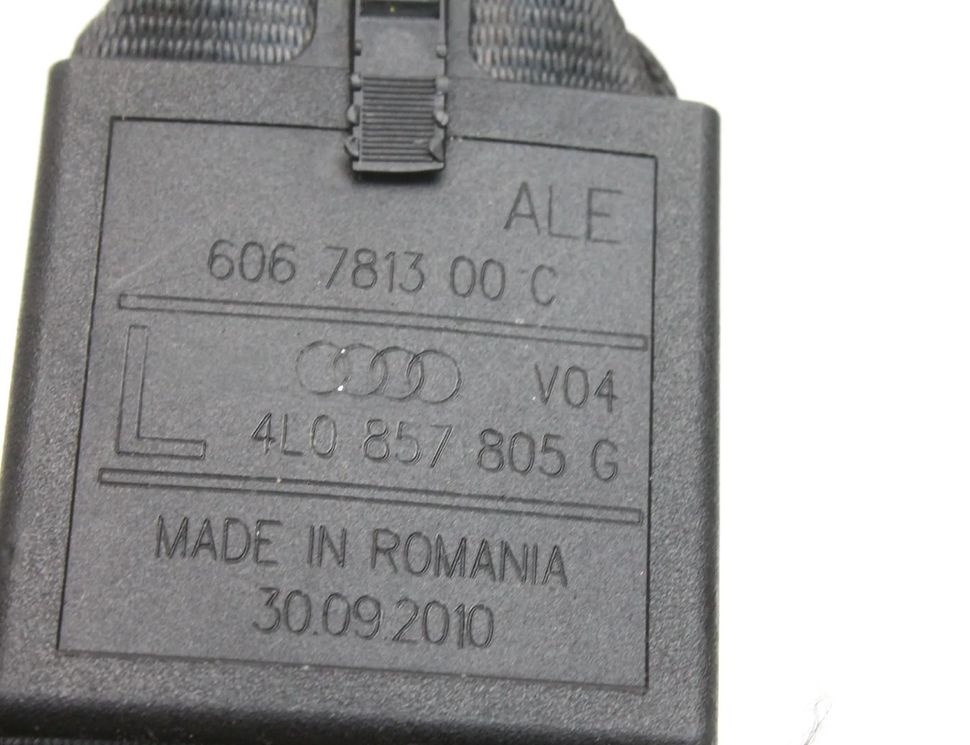 ALE
606 7813 00 C
L
V04
4L0 857 805 G
MADE IN ROMANIA
30.09.2010